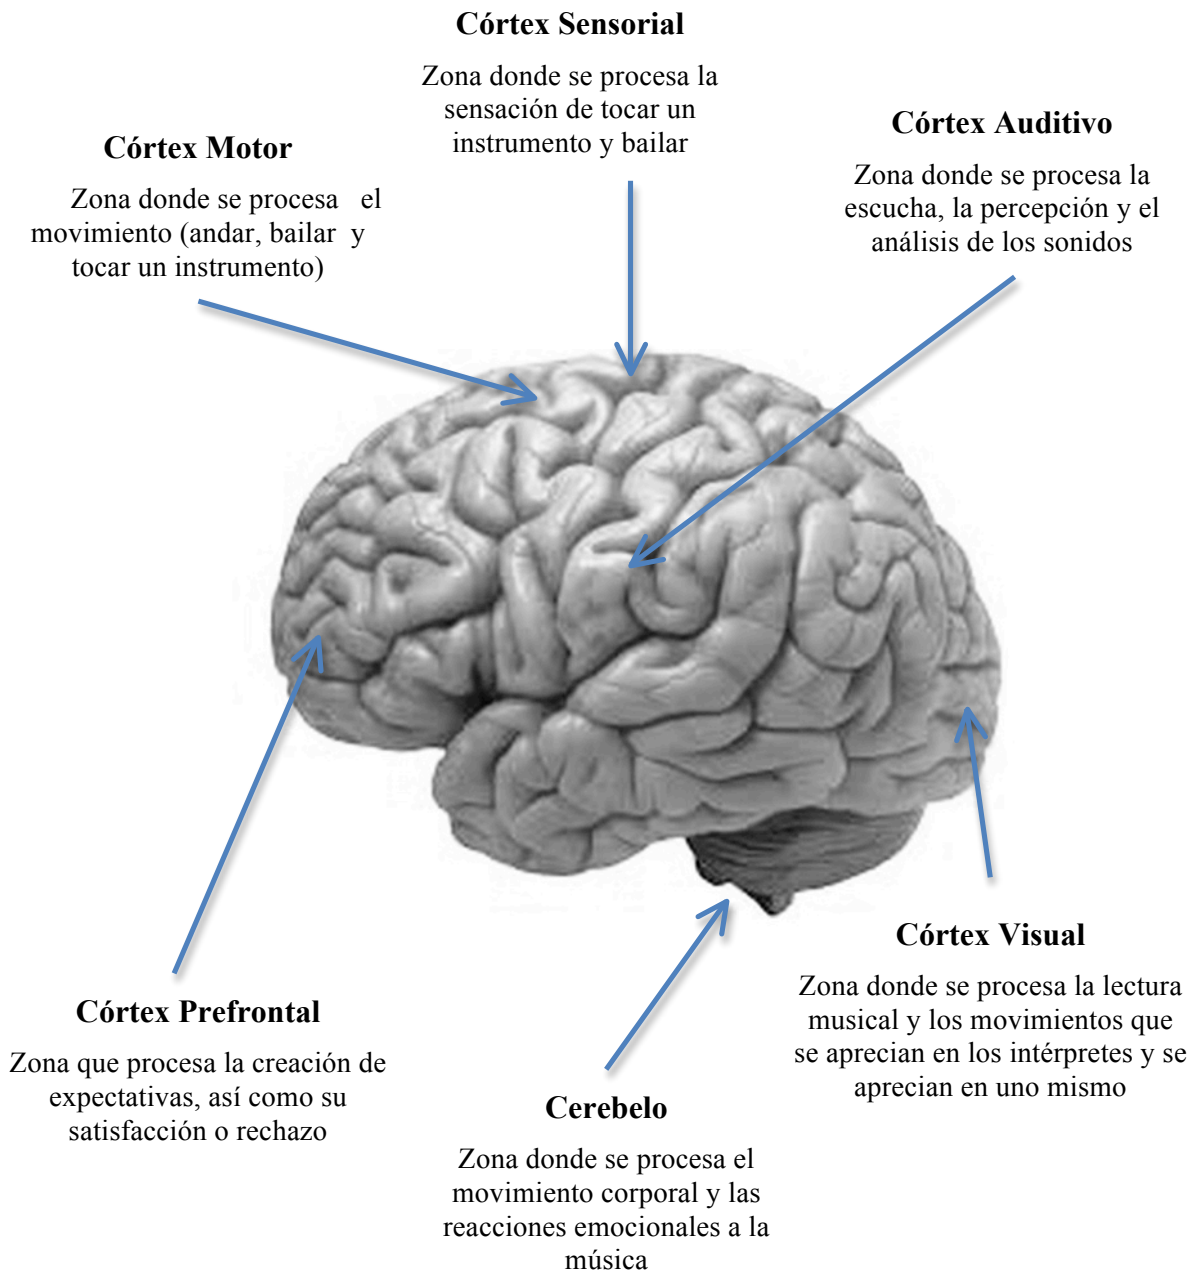 Córtex Sensorial
Zona donde se procesa la
sensación de tocar un
instrumento y bailar
Córtex Motor
Zona donde se procesa el
movimiento (andar, bailar y
tocar un instrumento)
Córtex Auditivo
Zona donde se procesa la
escucha, la percepción y el
análisis de los sonidos
Córtex Prefrontal
Zona que procesa la creación de
expectativas, así como su
satisfacción o rechazo
Cerebelo
Zona donde se procesa el
movimiento corporal y las
reacciones emocionales a la
música
Córtex Visual
Zona donde se procesa la lectura
musical y los movimientos que
se aprecian en los intérpretes y se
aprecian en uno mismo